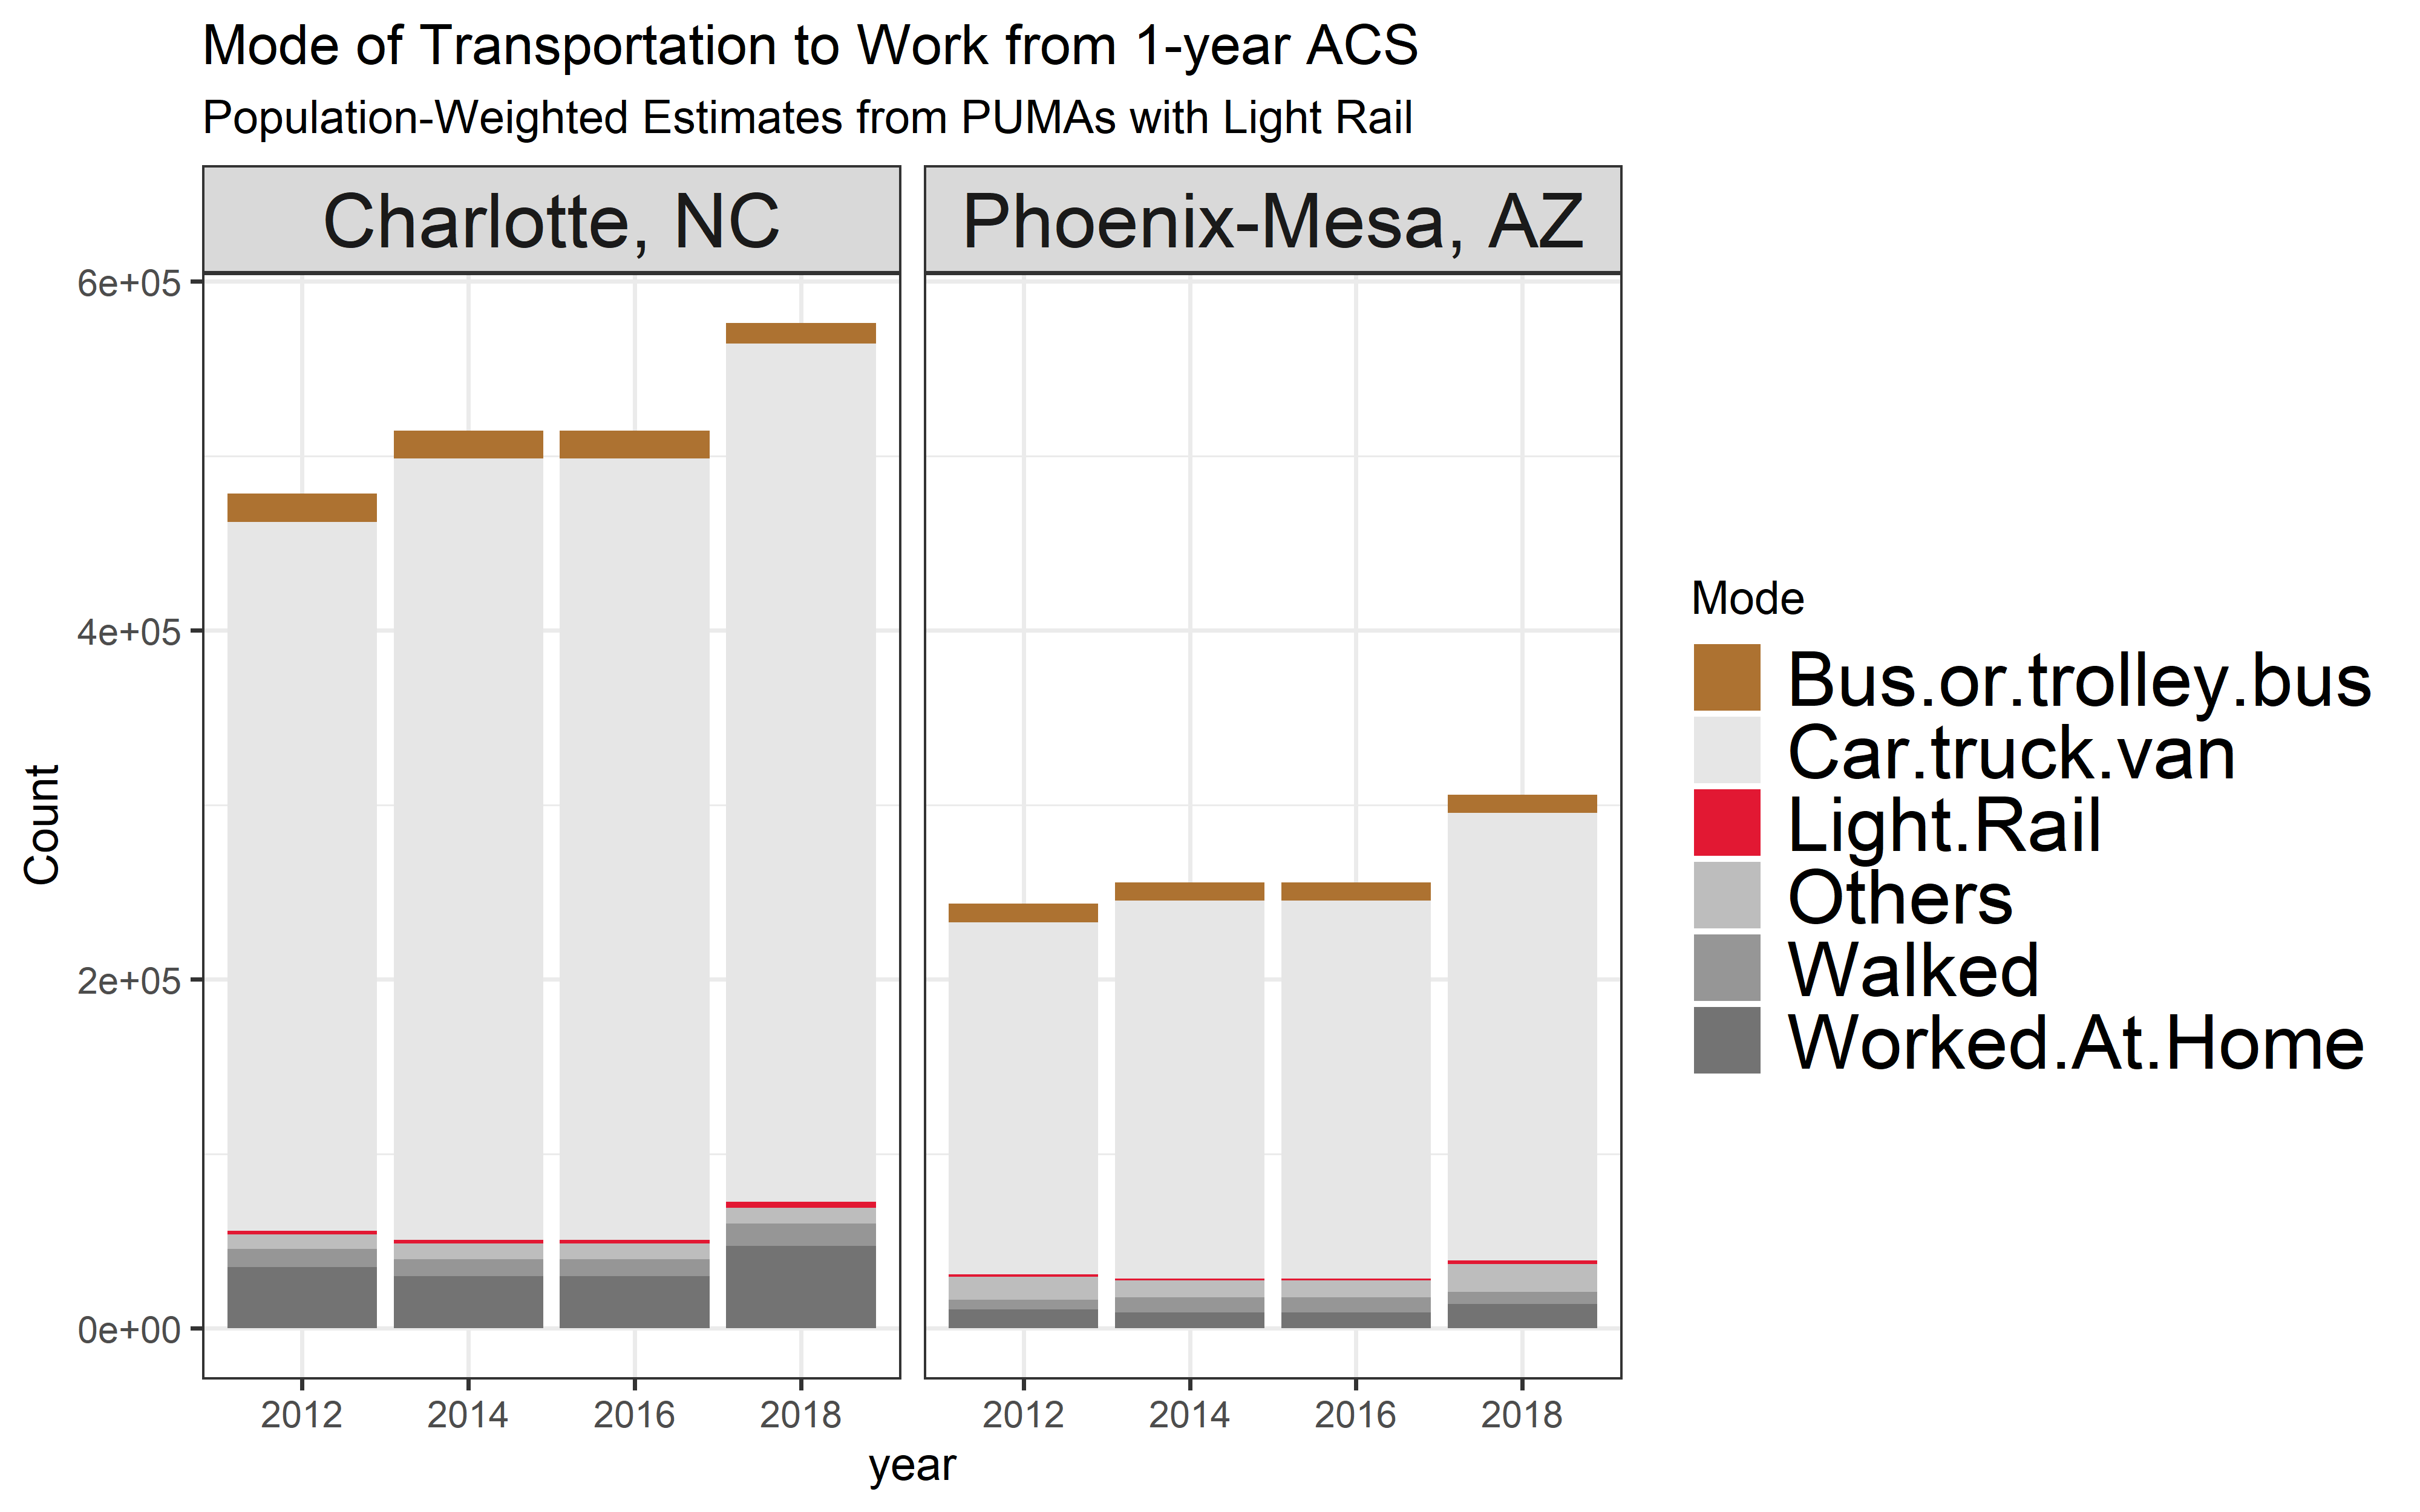 Mode of Transportation to Work from 1-year ACS
Population-Weighted Estimates from PUMAs with Light Rail
Charlotte, NC
Phoenix-Mesa, AZ
6e+05
4e+05
2e+05
0e+00
Count
2012 2014 2016 2018
2012 2014 2016 2018
year
Mode
Bus.or.trolley.bus
Car.truck.van
Light.Rail
Others
Walked
Worked.At.Home